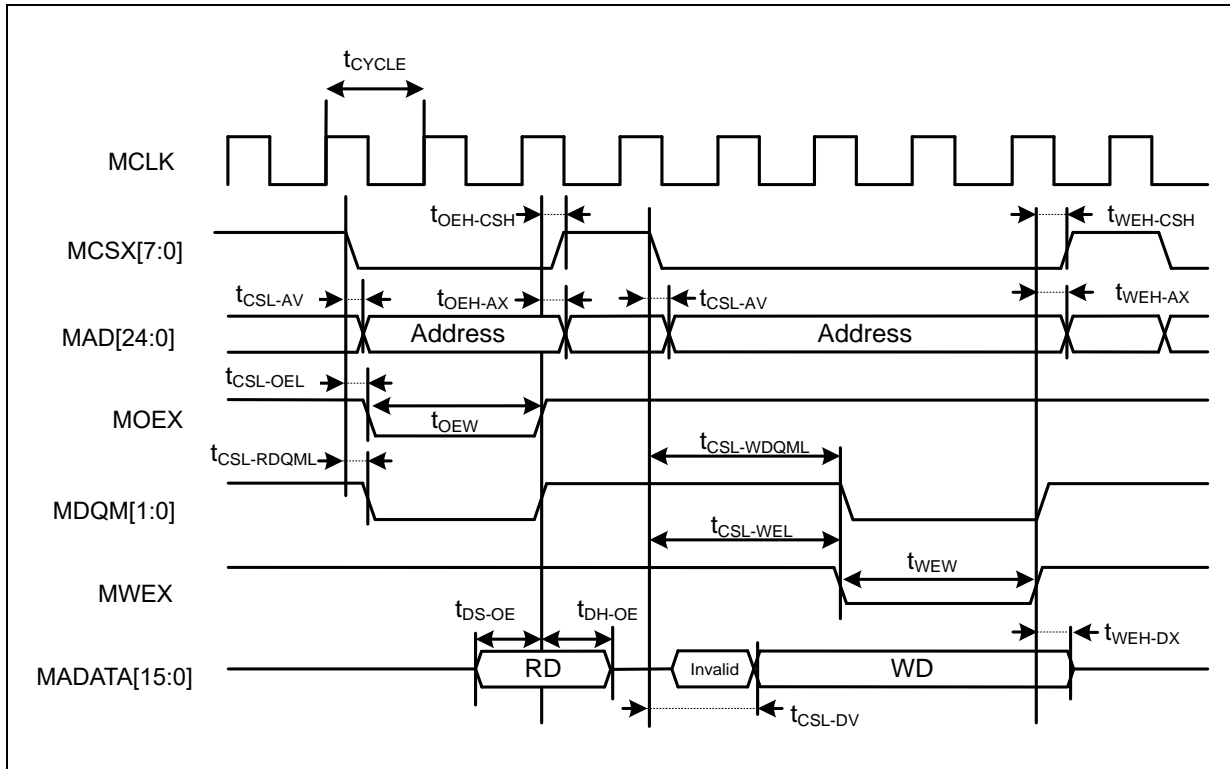 tCYCLE
MCLK
tOEH-CSH
tWEH-CSH
MCSX[7:0]
tCSL-AV
tOEH-AX
tCSL-AV
tWEH-AX
MAD[24:0]
Address
Address
tCSL-OEL
MOEX
tOEW
tCSL-WDQML
tCSL-RDQML
MDQM[1:0]
tCSL-WEL
tWEW
MWEX
tDS-OE
tDH-OE
tWEH-DX
MADATA[15:0]
RD
Invalid
WD
tCSL-DV